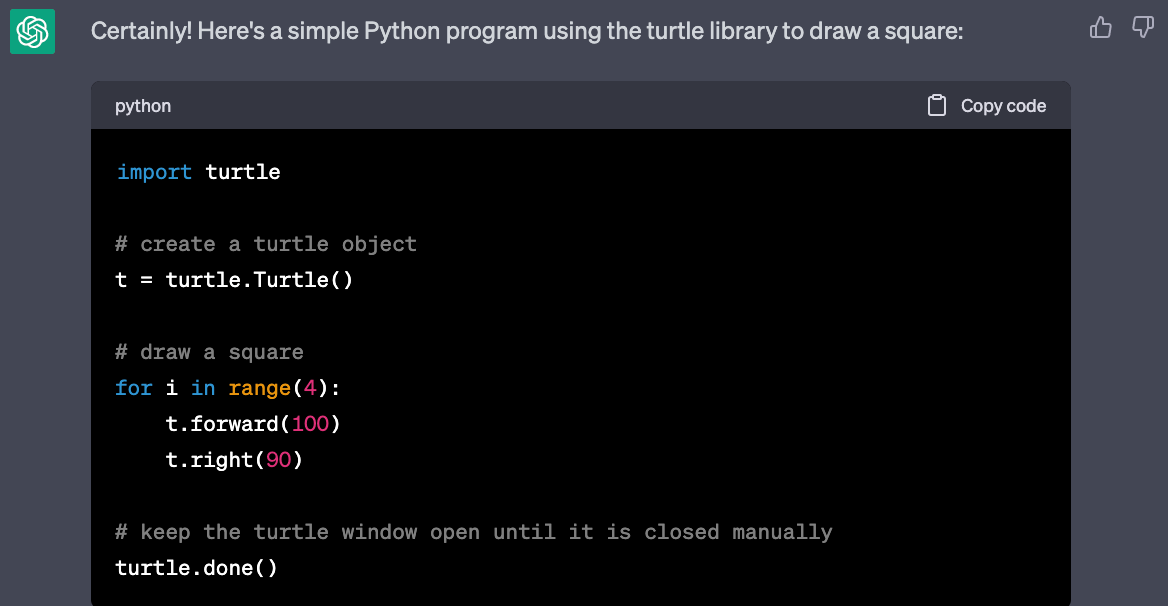 Certainly! Here's a simple Python program using the turtle library to draw a square:
python
Copy code
import turtle
# create a turtle object
t = turtle.Turtle()
# draw a square
for i in range(4):
    t.forward(100)
    t.right(90)
# keep the turtle window open until it is closed manually
turtle.done()